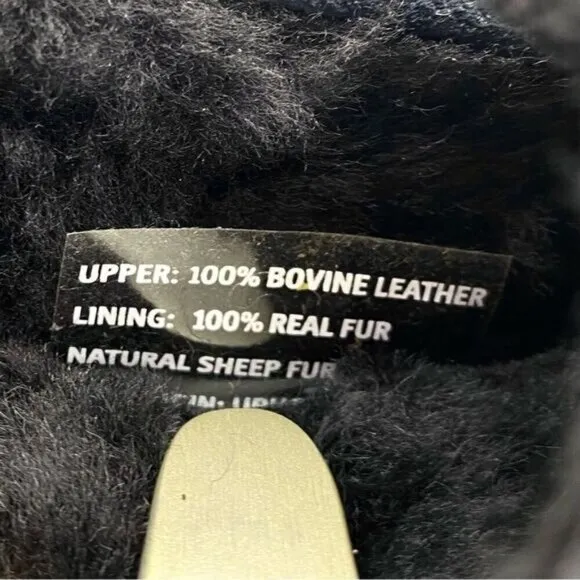 UPPER: 100% BOVINE LEATHER
LINING: 100% REAL FUR
NATURAL SHEEP FUR